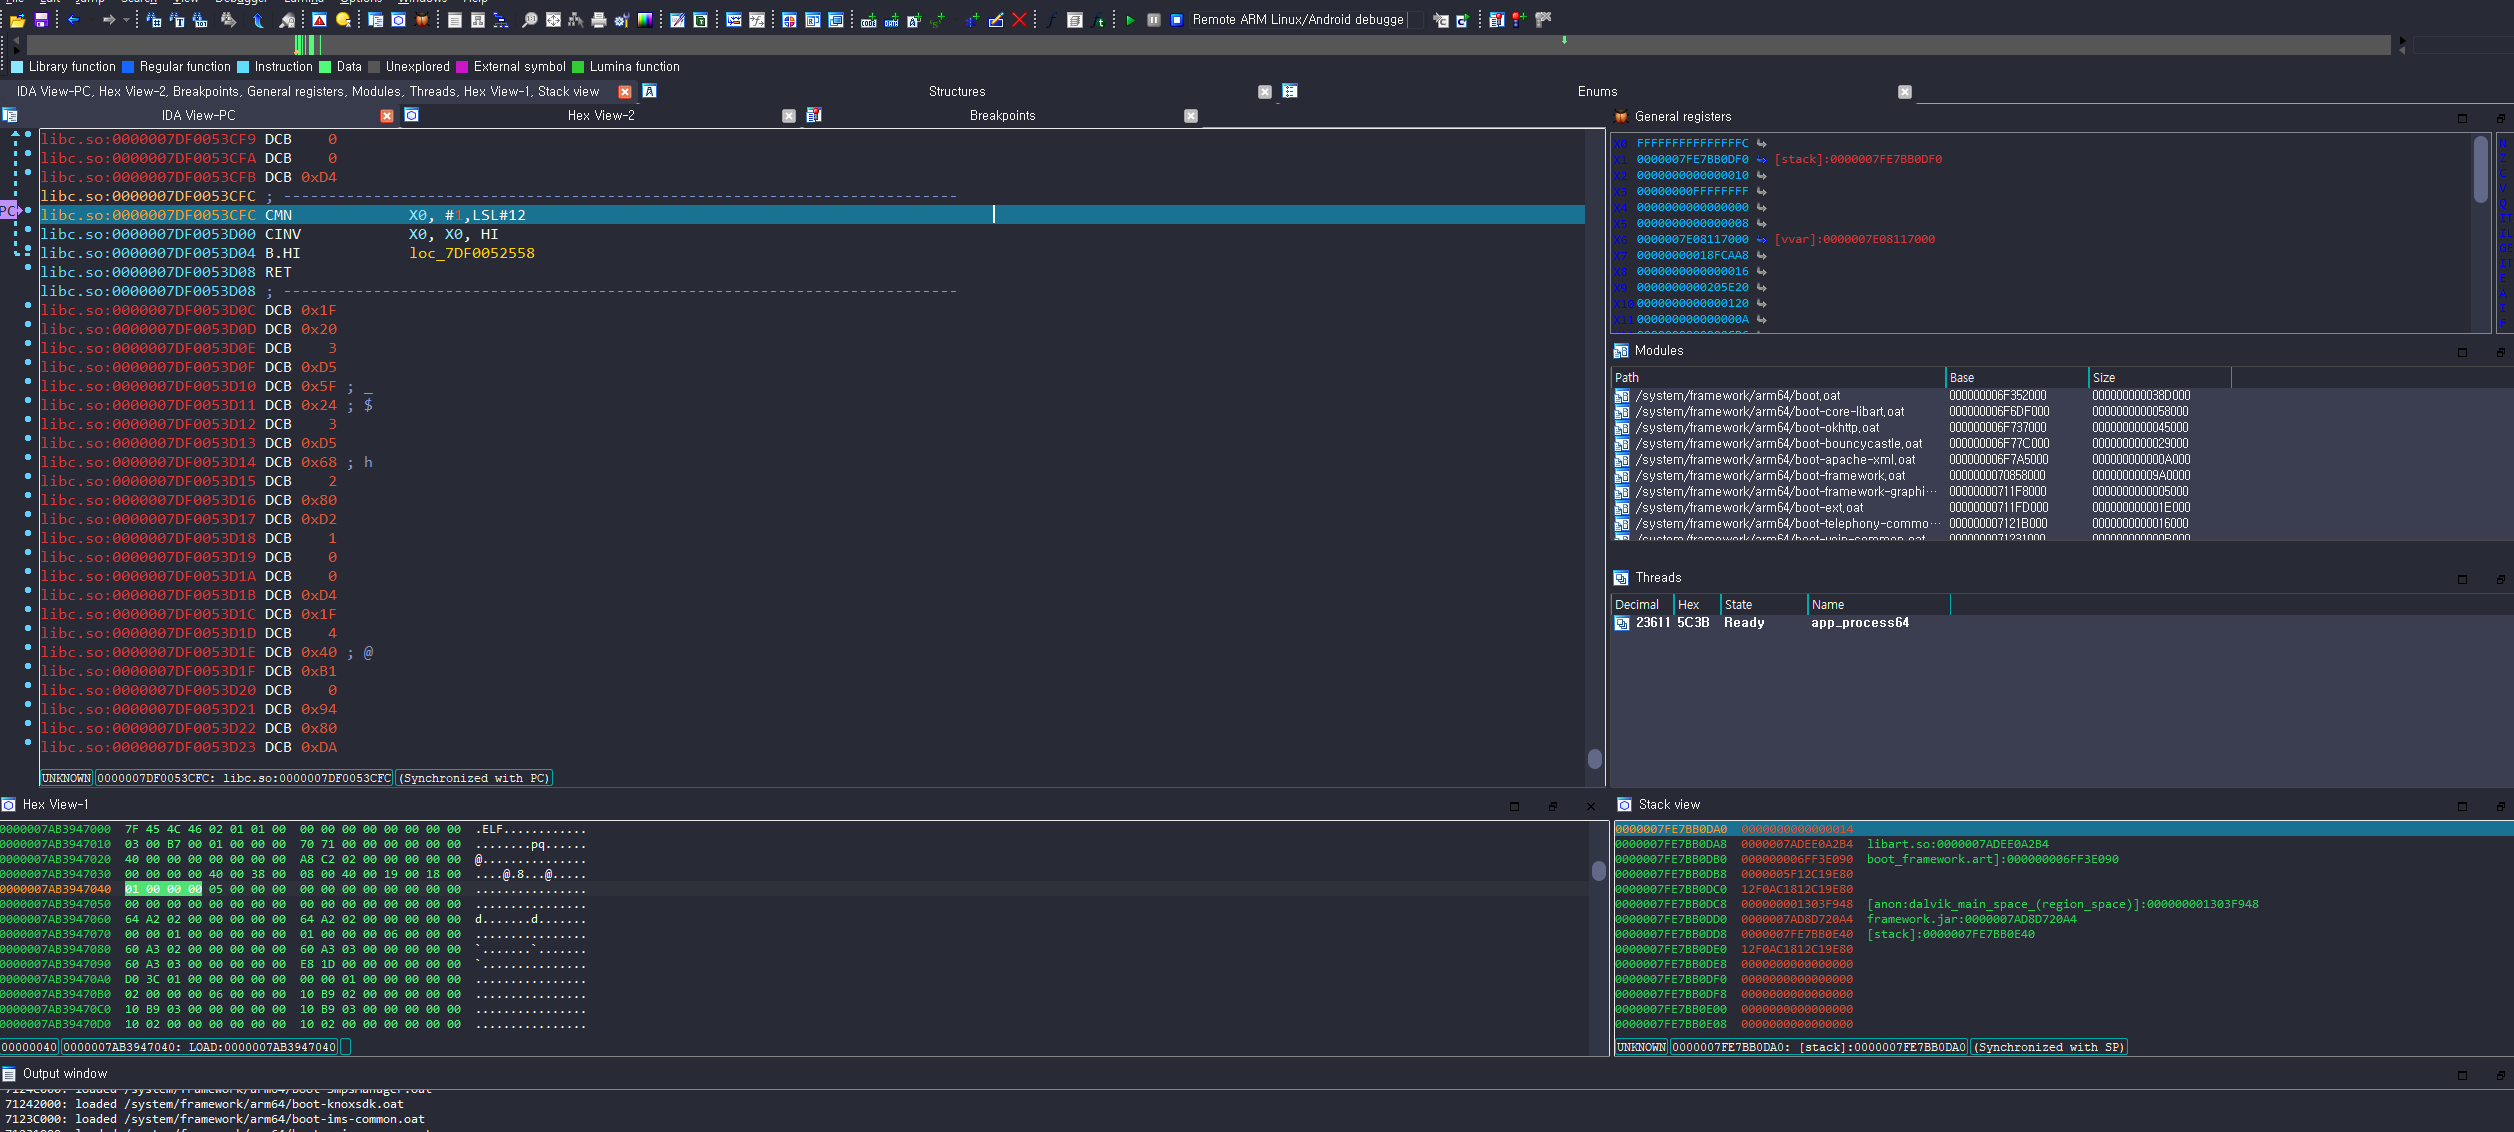 Remote ARM Linux/Android debugge
Library function Regular function Instruction Data Unexplored External symbol Lumina function
IDA View-PC, Hex View-2, Breakpoints, General registers, Modules, Threads, Hex View-1, Stack view Structures Enums
IDA View-PC Hex View-2 Breakpoints
libc.so:0000007DF0053CF9 DCB 0
libc.so:0000007DF0053CFA DCB 0
libc.so:0000007DF0053CFB DCB 0xD4
libc.so:0000007DF0053CFC ; ---------------------------------------------------------------------------
PC libc.so:0000007DF0053CFC CMN X0, #1,LSL#12
libc.so:0000007DF0053D00 CINV X0, X0, HI
libc.so:0000007DF0053D04 B.HI loc_7DF0052558
libc.so:0000007DF0053D08 RET
libc.so:0000007DF0053D08 ; ---------------------------------------------------------------------------
libc.so:0000007DF0053D0C DCB 0x1F
libc.so:0000007DF0053D0D DCB 0x20
libc.so:0000007DF0053D0E DCB 3
libc.so:0000007DF0053D0F DCB 0xD5
libc.so:0000007DF0053D10 DCB 0x5F ; _
libc.so:0000007DF0053D11 DCB 0x24 ; $
libc.so:0000007DF0053D12 DCB 3
libc.so:0000007DF0053D13 DCB 0xD5
libc.so:0000007DF0053D14 DCB 0x68 ; h
libc.so:0000007DF0053D15 DCB 2
libc.so:0000007DF0053D16 DCB 0x80
libc.so:0000007DF0053D17 DCB 0xD2
libc.so:0000007DF0053D18 DCB 1
libc.so:0000007DF0053D19 DCB 0
libc.so:0000007DF0053D1A DCB 0
libc.so:0000007DF0053D1B DCB 0xD4
libc.so:0000007DF0053D1C DCB 0x1F
libc.so:0000007DF0053D1D DCB 4
libc.so:0000007DF0053D1E DCB 0x40 ; @
libc.so:0000007DF0053D1F DCB 0xB1
libc.so:0000007DF0053D20 DCB 0
libc.so:0000007DF0053D21 DCB 0x94
libc.so:0000007DF0053D22 DCB 0x80
libc.so:0000007DF0053D23 DCB 0xDA
UNKNOWN 0000007DF0053CFC: libc.so:0000007DF0053CFC (Synchronized with PC)
General registers
X0 FFFFFFFFFFFFFFFC
X1 0000007FE7BB0DF0 [stack]:0000007FE7BB0DF0
X2 0000000000000010
X3 00000000FFFFFFFF
X4 0000000000000000
X5 0000000000000008
X6 0000007E08117000 [vvar]:0000007E08117000
X7 00000000018FCAA8
X8 0000000000000016
X9 0000000000205E20
X10 0000000000000120
X11 000000000000000A
Modules
Path Base Size
/system/framework/arm64/boot.oat 000000006F352000 000000000038D000
/system/framework/arm64/boot-core-libart.oat 000000006F6DF000 0000000000058000
/system/framework/arm64/boot-okhttp.oat 000000006F737000 0000000000045000
/system/framework/arm64/boot-bouncycastle.oat 000000006F77C000 0000000000029000
/system/framework/arm64/boot-apache-xml.oat 000000006F7A5000 000000000000A000
/system/framework/arm64/boot-framework.oat 0000000070858000 00000000009A0000
/system/framework/arm64/boot-framework-graphi··· 00000000711F8000 0000000000005000
/system/framework/arm64/boot-ext.oat 00000000711FD000 000000000001E000
/system/framework/arm64/boot-telephony-commo··· 000000007121B000 0000000000016000
/system/framework/arm64/boot-voip-common.oat 0000000071231000 000000000000B000
Threads
Decimal Hex State Name
23611 5C3B Ready app_process64
Hex View-1
0000007AB3947000 7F 45 4C 46 02 01 01 00 00 00 00 00 00 00 00 00 .ELF............
0000007AB3947010 03 00 B7 00 01 00 00 00 70 71 00 00 00 00 00 00 ........pq......
0000007AB3947020 40 00 00 00 00 00 00 00 A8 C2 02 00 00 00 00 00 @...............
0000007AB3947030 00 00 00 00 40 00 38 00 08 00 40 00 19 00 18 00 ....@.8...@.....
0000007AB3947040 01 00 00 00 05 00 00 00 00 00 00 00 00 00 00 00 ................
0000007AB3947050 00 00 00 00 00 00 00 00 00 00 00 00 00 00 00 00 ................
0000007AB3947060 64 A2 02 00 00 00 00 00 64 A2 02 00 00 00 00 00 d.......d.......
0000007AB3947070 00 00 01 00 00 00 00 00 01 00 00 00 06 00 00 00 ................
0000007AB3947080 60 A3 02 00 00 00 00 00 60 A3 03 00 00 00 00 00 `.......`.......
0000007AB3947090 60 A3 03 00 00 00 00 00 E8 1D 00 00 00 00 00 00 `...............
0000007AB39470A0 D0 3C 01 00 00 00 00 00 00 00 01 00 00 00 00 00 ................
0000007AB39470B0 02 00 00 00 06 00 00 00 10 B9 02 00 00 00 00 00 ................
0000007AB39470C0 10 B9 03 00 00 00 00 00 10 B9 03 00 00 00 00 00 ................
0000007AB39470D0 10 02 00 00 00 00 00 00 10 02 00 00 00 00 00 00 ................
00000040 0000007AB3947040: LOAD:0000007AB3947040
Stack view
0000007FE7BB0DA0 0000000000000014
0000007FE7BB0DA8 0000007ADEE0A2B4 libart.so:0000007ADEE0A2B4
0000007FE7BB0DB0 000000006FF3E090 boot_framework.art]:000000006FF3E090
0000007FE7BB0DB8 0000005F12C19E80
0000007FE7BB0DC0 12F0AC1812C19E80
0000007FE7BB0DC8 000000001303F948 [anon:dalvik_main_space_(region_space)]:000000001303F948
0000007FE7BB0DD0 0000007AD8D720A4 framework.jar:0000007AD8D720A4
0000007FE7BB0DD8 0000007FE7BB0E40 [stack]:0000007FE7BB0E40
0000007FE7BB0DE0 12F0AC1812C19E80
0000007FE7BB0DE8 0000000000000000
0000007FE7BB0DF0 0000000000000000
0000007FE7BB0DF8 0000000000000000
0000007FE7BB0E00 0000000000000000
0000007FE7BB0E08 0000000000000000
UNKNOWN 0000007FE7BB0DA0: [stack]:0000007FE7BB0DA0 (Synchronized with SP)
Output window
7124C000: loaded /system/framework/arm64/boot-smpsManager.oat
71242000: loaded /system/framework/arm64/boot-knoxsdk.oat
7123C000: loaded /system/framework/arm64/boot-ims-common.oat